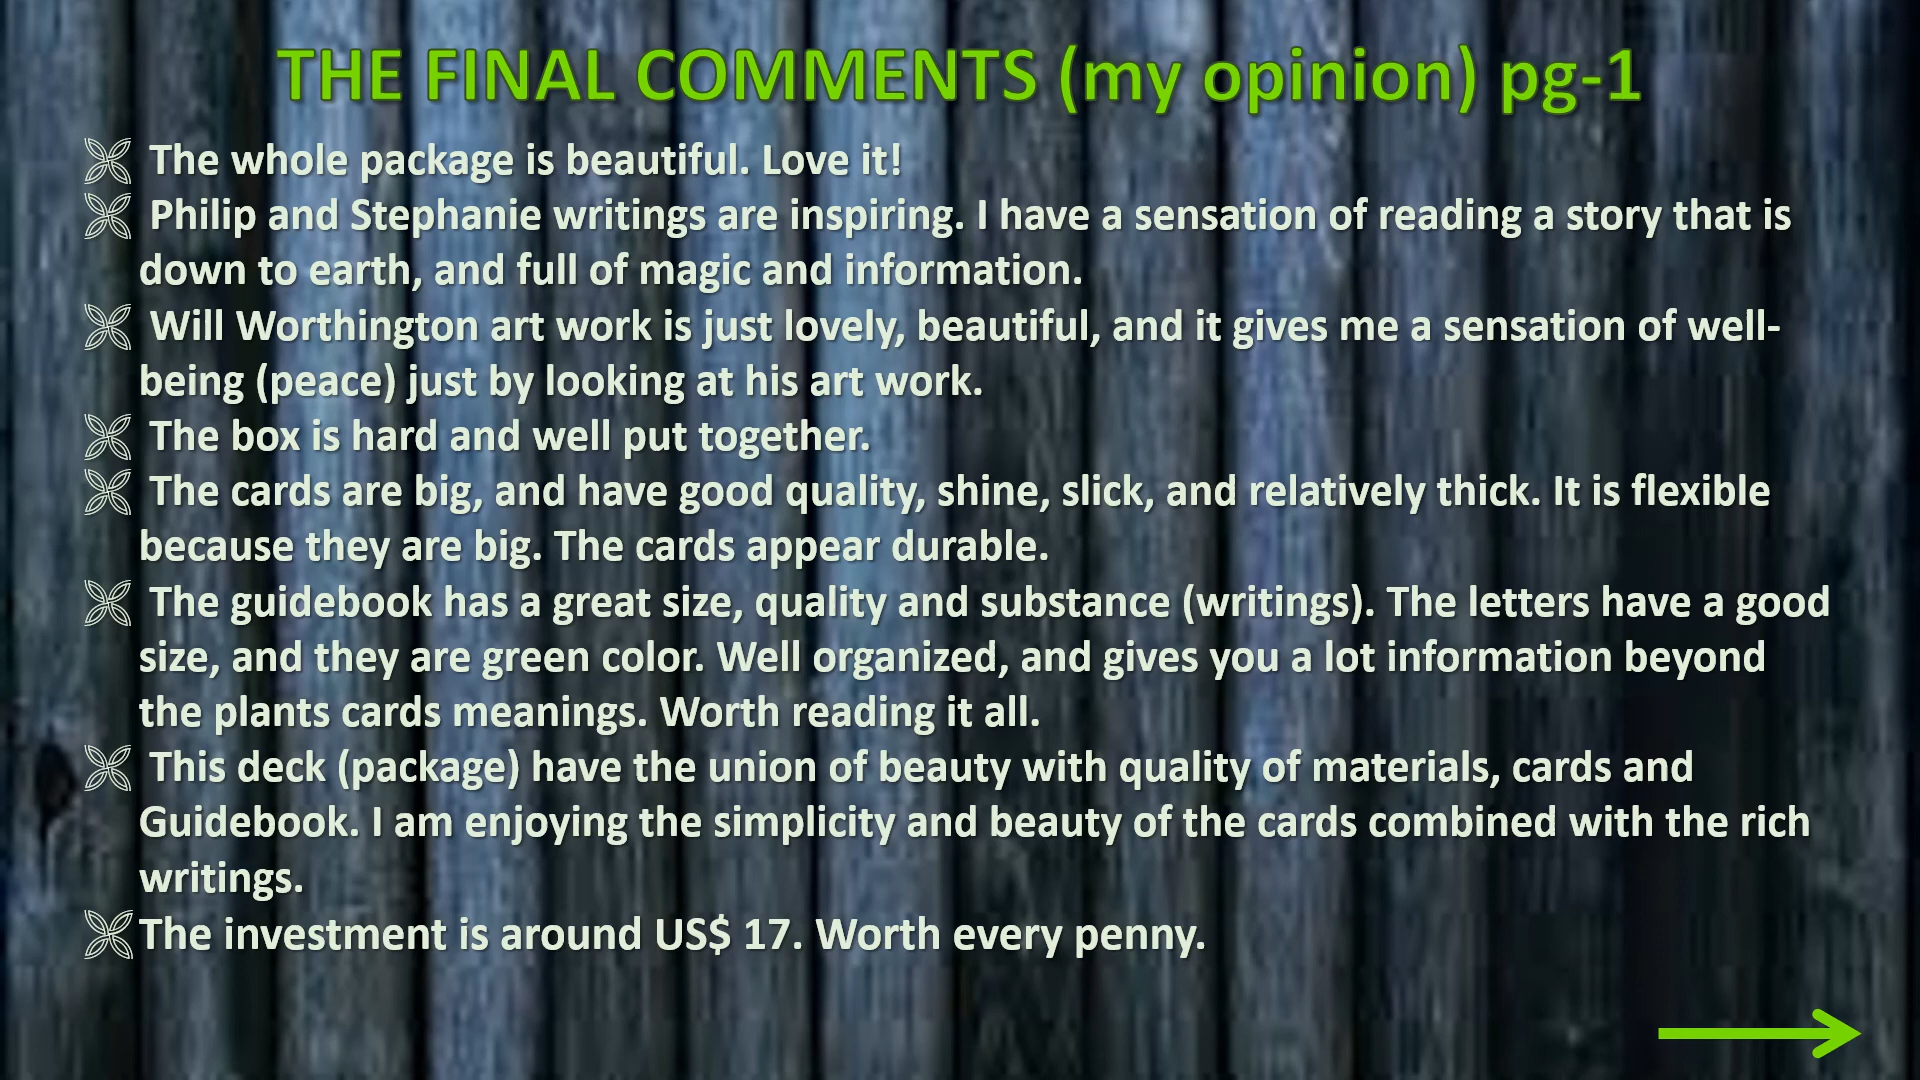 THE FINAL COMMENTS (my opinion) pg-1
The whole package is beautiful. Love it!
Philip and Stephanie writings are inspiring. I have a sensation of reading a story that is
down to earth, and full of magic and information.
Will Worthington art work is just lovely, beautiful, and it gives me a sensation of well-
being (peace) just by looking at his art work.
The box is hard and well put together.
The cards are big, and have good quality, shine, slick, and relatively thick. It is flexible
because they are big. The cards appear durable.
The guidebook has a great size, quality and substance (writings). The letters have a good
size, and they are green color. Well organized, and gives you a lot information beyond
the plants cards meanings. Worth reading it all.
This deck (package) have the union of beauty with quality of materials, cards and
Guidebook. I am enjoying the simplicity and beauty of the cards combined with the rich
writings.
The investment is around US$ 17. Worth every penny.